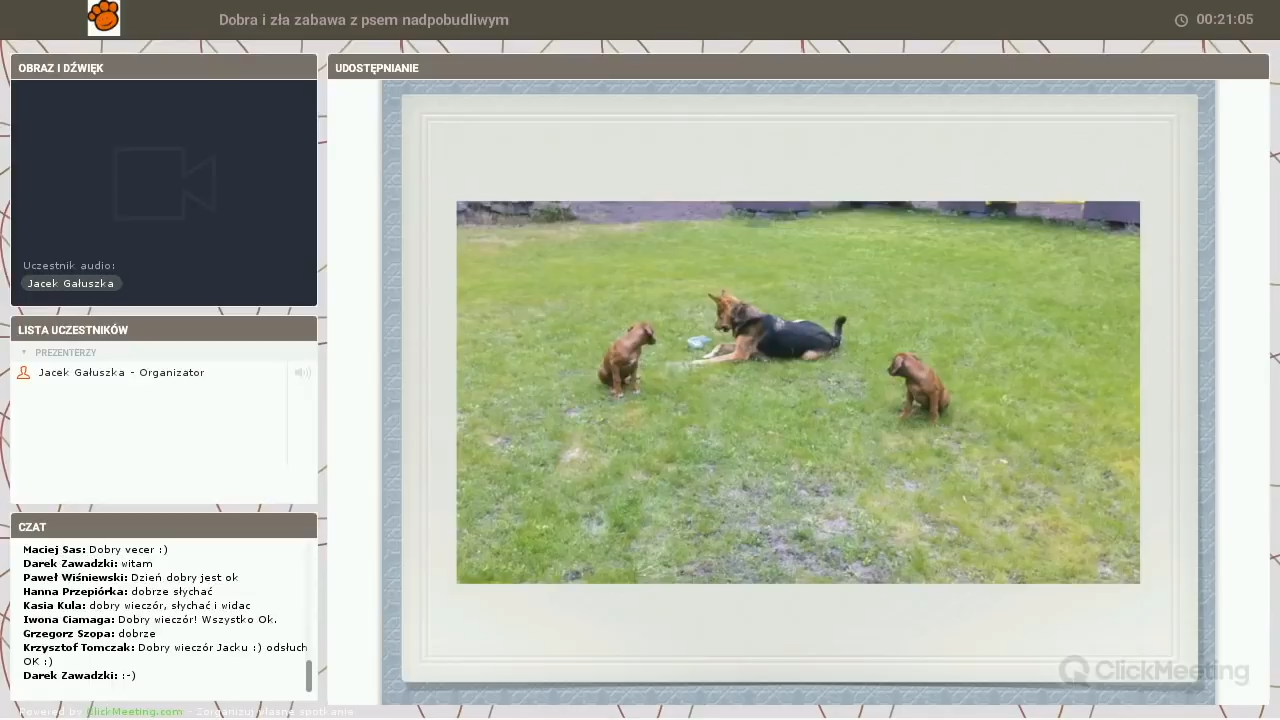 Dobra i zła zabawa z psem nadpobudliwym
00:21:05
OBRAZ I DŹWIĘK
Uczestnik audio:
Jacek Gałuszka
LISTA UCZESTNIKÓW
PREZENTERZY
Jacek Gałuszka - Organizator
CZAT
Maciej Sas: Dobry vecer :)
Darek Zawadzki: witam
Paweł Wiśniewski: Dzień dobry jest ok
Hanna Przepiórka: dobrze słychać
Kasia Kula: dobry wieczór, słychać i widac
Iwona Ciamaga: Dobry wieczór! Wszystko Ok.
Grzegorz Szopa: dobrze
Krzysztof Tomczak: Dobry wieczór Jacku :) odsłuch
OK :)
Darek Zawadzki: :-)
Powered by ClickMeeting.com - Zorganizuj własne spotkanie
UDOSTĘPNIANIE
ClickMeeting